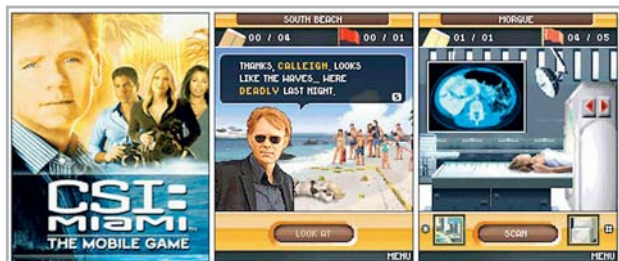 CSI:
MIAMI
THE MOBILE GAME
SOUTH BEACH
00 / 04
00 / 01
THANKS, CALLEIGH, LOOKS
LIKE THE WAVES... WERE
DEADLY LAST NIGHT.
5
LOOK AT
MENU
MORGUE
01 / 01
04 / 05
*
SCAN
#
MENU